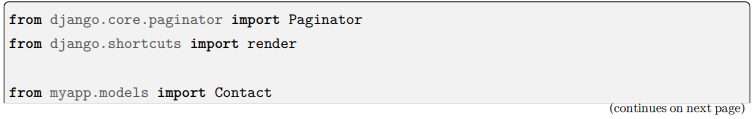 from django.core.paginator import Paginator
from django.shortcuts import render
from myapp.models import Contact
(continues on next page)